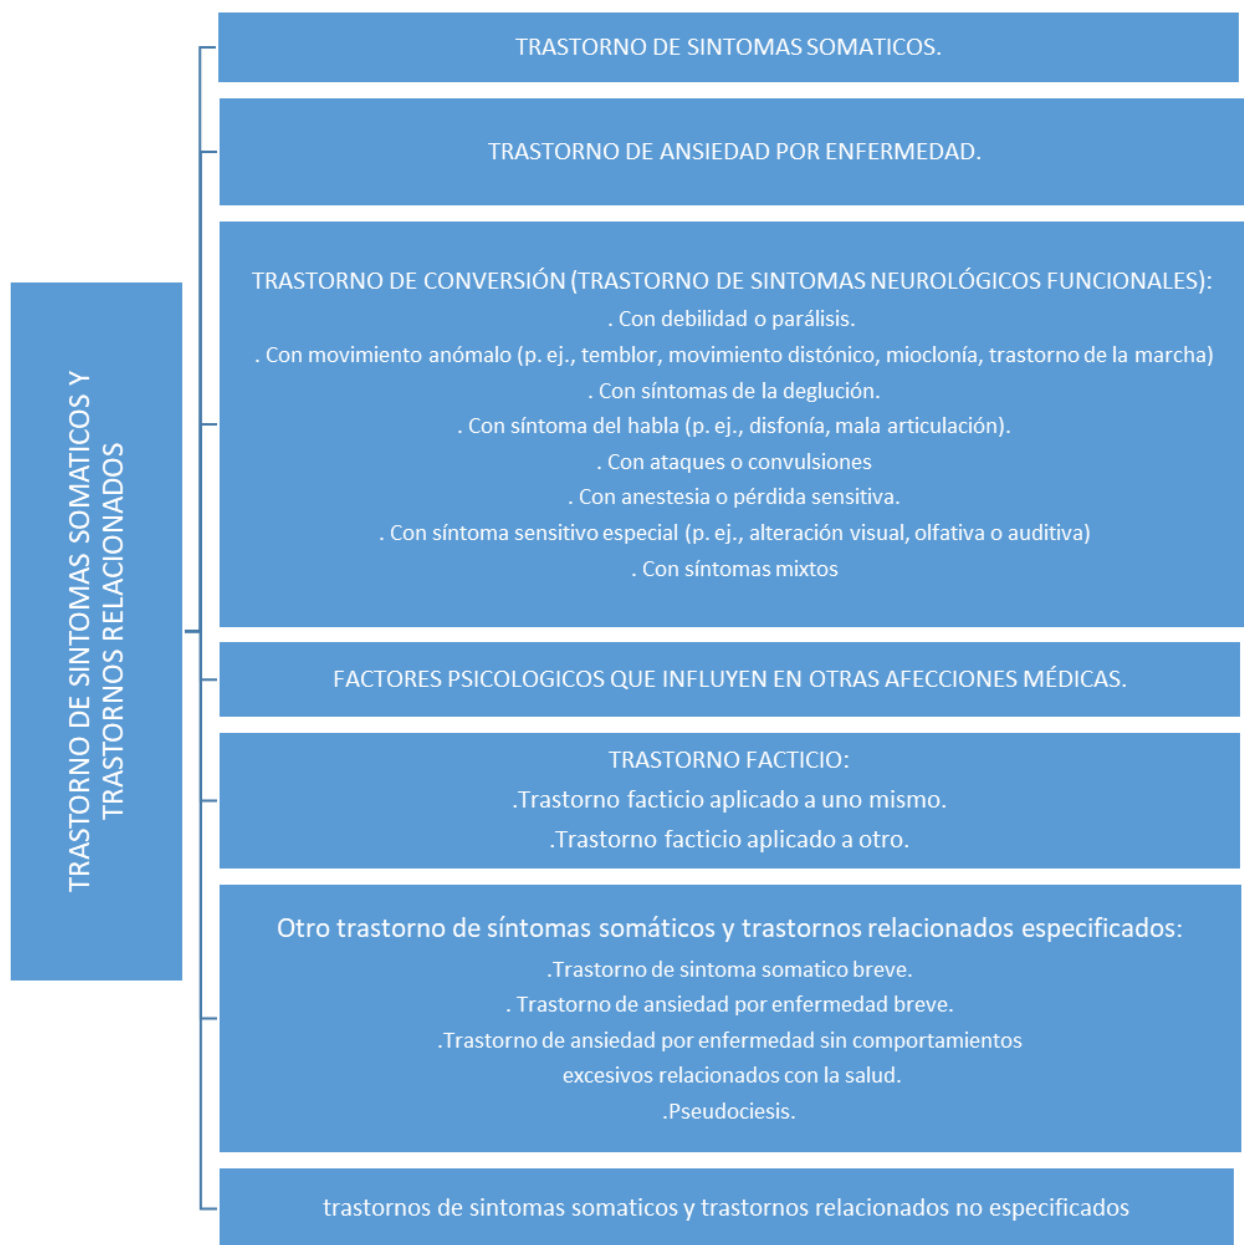 TRASTORNO DE SINTOMAS SOMATICOS Y
TRASTORNOS RELACIONADOS
TRASTORNO DE SINTOMAS SOMATICOS.
TRASTORNO DE ANSIEDAD POR ENFERMEDAD.
TRASTORNO DE CONVERSIÓN (TRASTORNO DE SINTOMAS NEUROLÓGICOS FUNCIONALES):
. Con debilidad o parálisis.
. Con movimiento anómalo (p. ej., temblor, movimiento distónico, mioclonía, trastorno de la marcha)
. Con síntomas de la deglución.
. Con síntoma del habla (p. ej., disfonía, mala articulación).
. Con ataques o convulsiones
. Con anestesia o pérdida sensitiva.
. Con síntoma sensitivo especial (p. ej., alteración visual, olfativa o auditiva)
. Con síntomas mixtos
FACTORES PSICOLOGICOS QUE INFLUYEN EN OTRAS AFECCIONES MÉDICAS.
TRASTORNO FACTICIO:
.Trastorno facticio aplicado a uno mismo.
.Trastorno facticio aplicado a otro.
Otro trastorno de síntomas somáticos y trastornos relacionados especificados:
.Trastorno de sintoma somatico breve.
. Trastorno de ansiedad por enfermedad breve.
.Trastorno de ansiedad por enfermedad sin comportamientos
excesivos relacionados con la salud.
.Pseudociesis.
trastornos de sintomas somaticos y trastornos relacionados no especificados